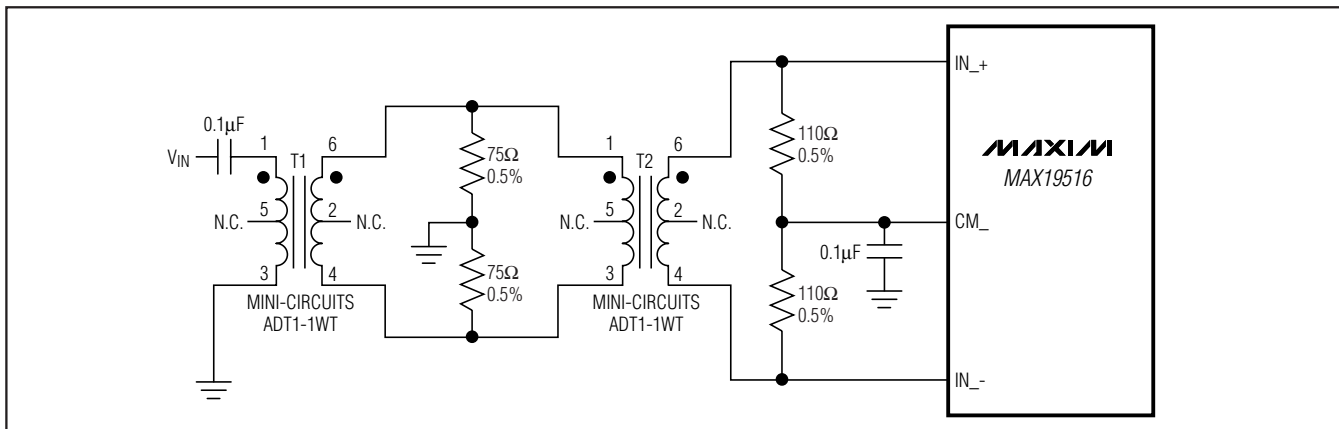 0.1µF
V_IN
1
T1
6
5
2
N.C.
N.C.
3
4
MINI-CIRCUITS
ADT1-1WT
75Ω
0.5%
75Ω
0.5%
1
T2
6
5
2
N.C.
N.C.
3
4
MINI-CIRCUITS
ADT1-1WT
110Ω
0.5%
110Ω
0.5%
0.1µF
IN_+
MAXIM
MAX19516
CM_
IN_-